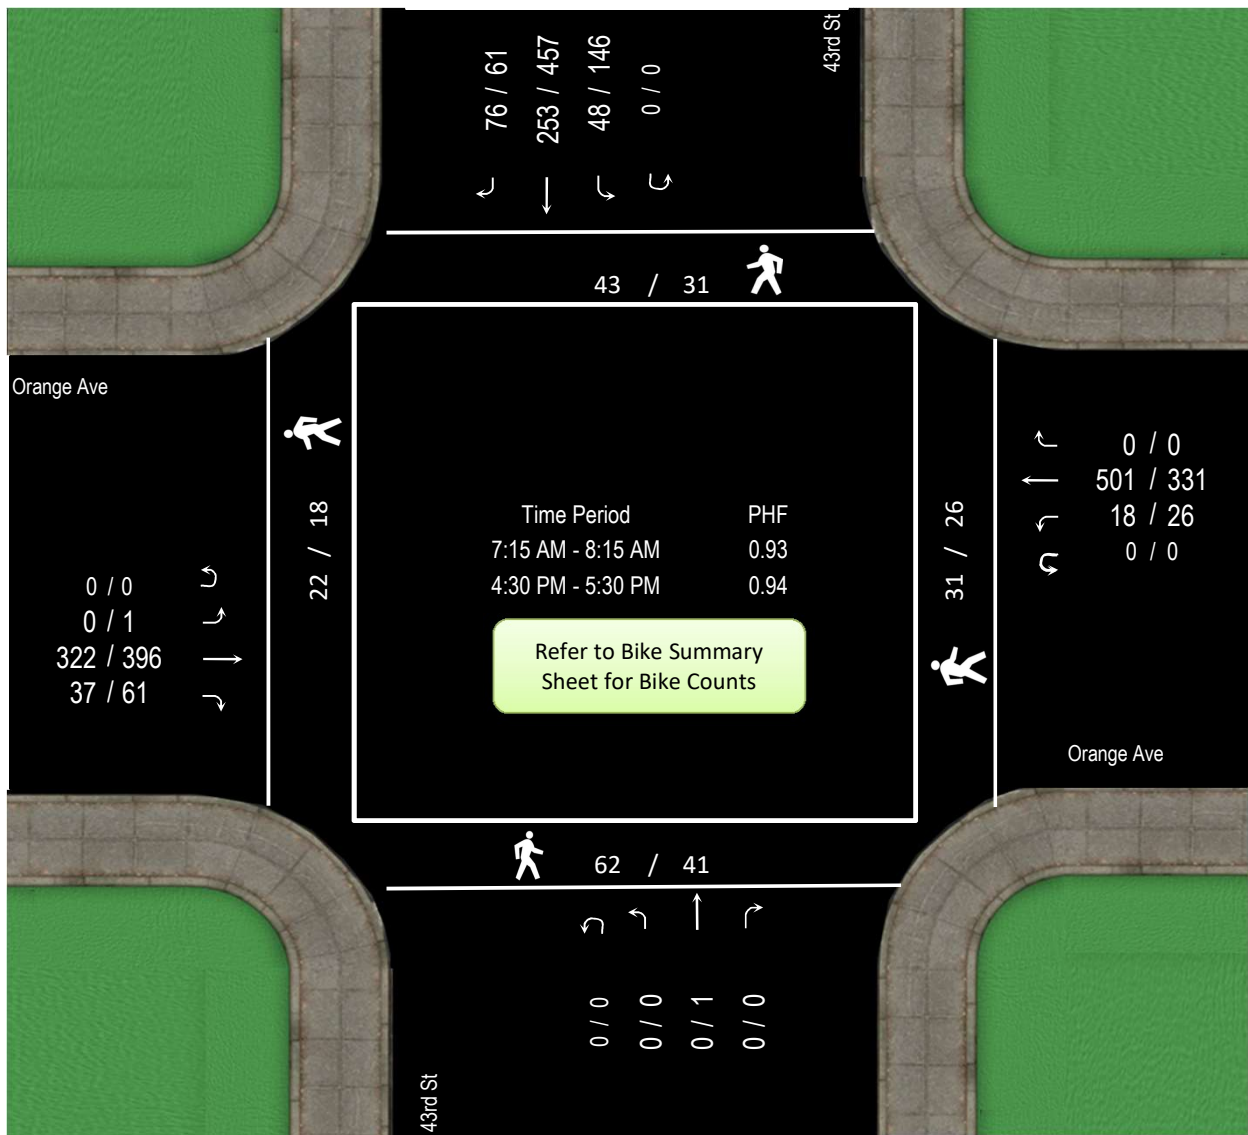 43rd St
76 / 61
253 / 457
48 / 146
0 / 0
43 / 31
Orange Ave
0 / 0
501 / 331
18 / 26
0 / 0
22 / 18
31 / 26
Time Period PHF
7:15 AM - 8:15 AM 0.93
4:30 PM - 5:30 PM 0.94
0 / 0
0 / 1
322 / 396
37 / 61
Refer to Bike Summary
Sheet for Bike Counts
Orange Ave
62 / 41
0 / 0
0 / 0
0 / 1
0 / 0
43rd St